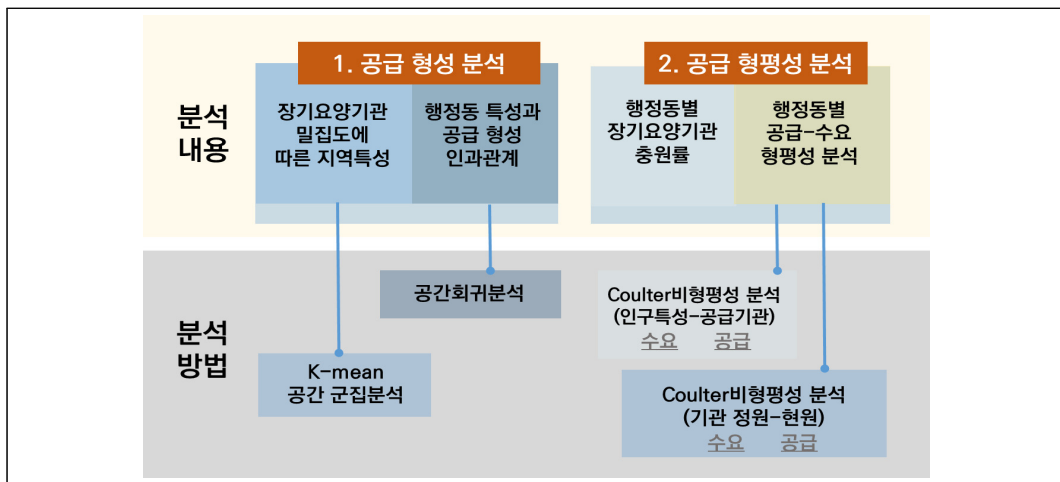 1. 공급 형성 분석
2. 공급 형평성 분석
분석
내용
장기요양기관
밀집도에
따른 지역특성
행정동 특성과
공급 형성
인과관계
행정동별
장기요양기관
충원률
행정동별
공급-수요
형평성 분석
분석
방법
공간회귀분석
K-mean
공간 군집분석
Coulter비형평성 분석
(인구특성-공급기관)
수요 공급
Coulter비형평성 분석
(기관 정원-현원)
수요 공급